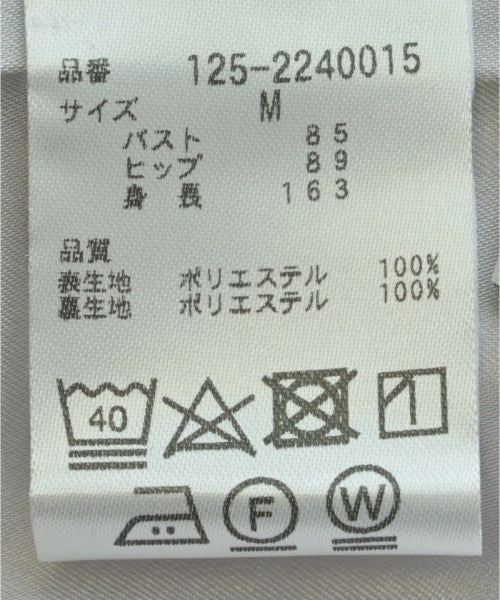 品番 125-2240015
サイズ M
バスト 85
ヒップ 89
身長 163
品質
表生地 ポリエステル 100%
裏生地 ポリエステル 100%
40
F W